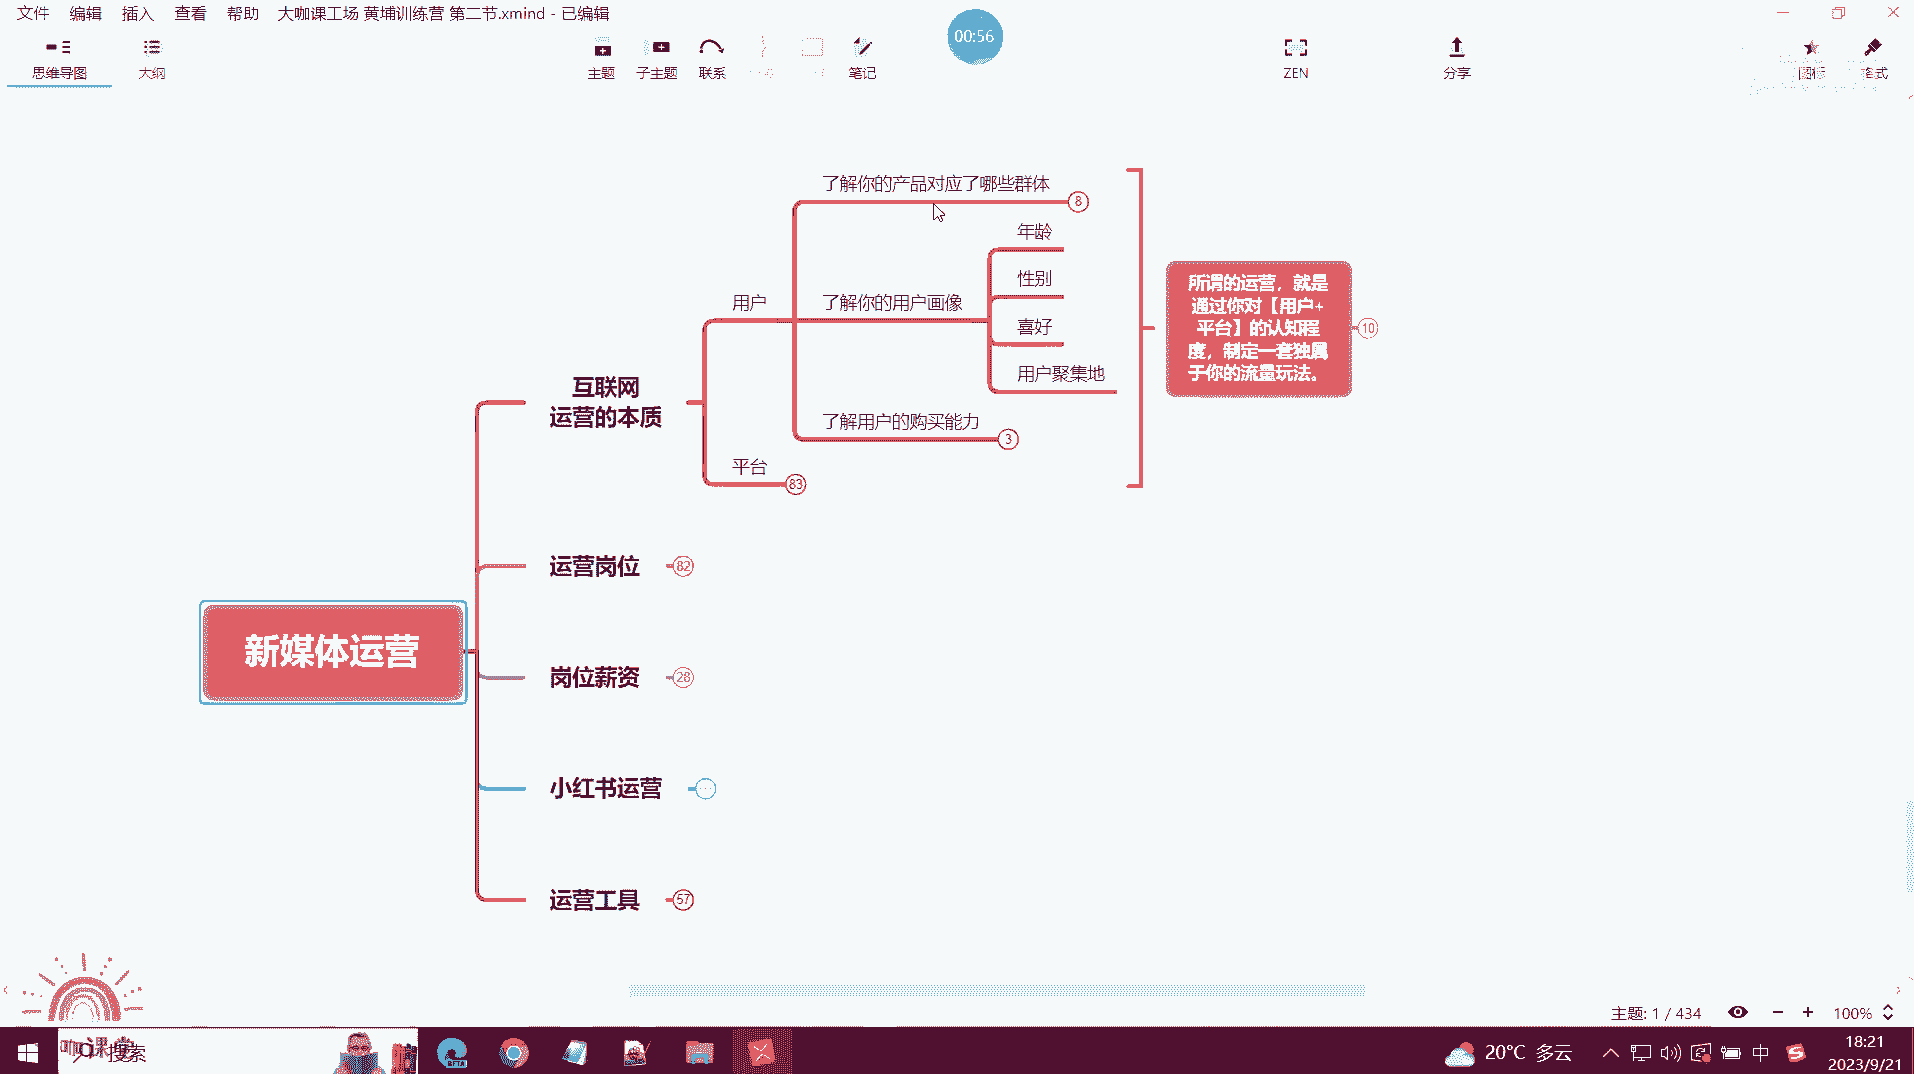 文件 编辑 插入 查看 帮助 大咖课工场 黄埔训练营 第二节.xmind - 已编辑
00:56
思维导图 大纲 主题 子主题 联系 笔记 ZEN 分享 图标 格式
了解你的产品对应了哪些群体
8
年龄
性别
用户
了解你的用户画像
喜好
用户聚集地
了解用户的购买能力
3
平台
83
所谓的运营，就是
通过你对【用户+
平台】的认知程
度，制定一套独属
于你的流量玩法。
10
互联网
运营的本质
运营岗位
82
新媒体运营
岗位薪资
28
小红书运营
运营工具
57
主题: 1 / 434
100%
搜索
BETA
20°C 多云
中
18:21
2023/9/21